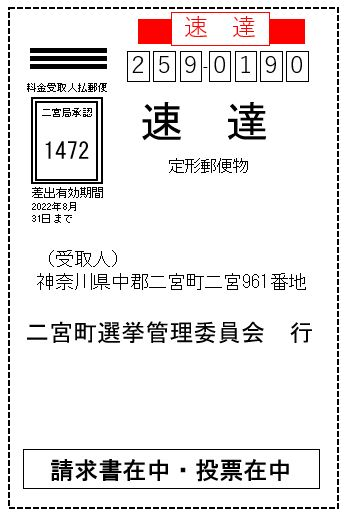 速　達
259-0190
料金受取人払郵便
二宮局承認
1472
差出有効期間
2022年8月
31日まで
速　達
定形郵便物
（受取人）
神奈川県中郡二宮町二宮961番地
二宮町選挙管理委員会　行
請求書在中・投票在中